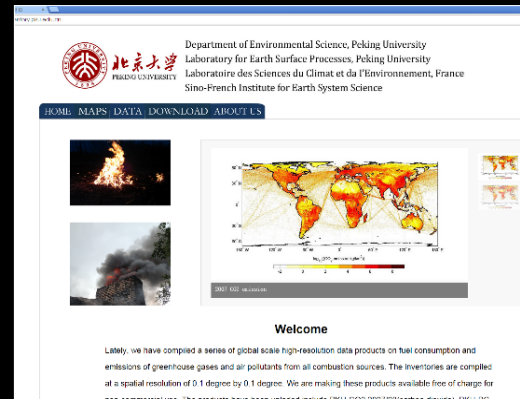 北京大学
PEKING UNIVERSITY
Department of Environmental Science, Peking University
Laboratory for Earth Surface Processes, Peking University
Laboratoire des Sciences du Climat et da l'Environnement, France
Sino-French Institute for Earth System Science
HOME MAPS DATA DOWNLOAD ABOUT US
2007 CO2 emission
Welcome
Lately, we have compiled a series of global scale high-resolution data products on fuel consumption and
emissions of greenhouse gases and air pollutants from all combustion sources. The inventories are compiled
at a spatial resolution of 0.1 degree by 0.1 degree. We are making these products available free of charge for